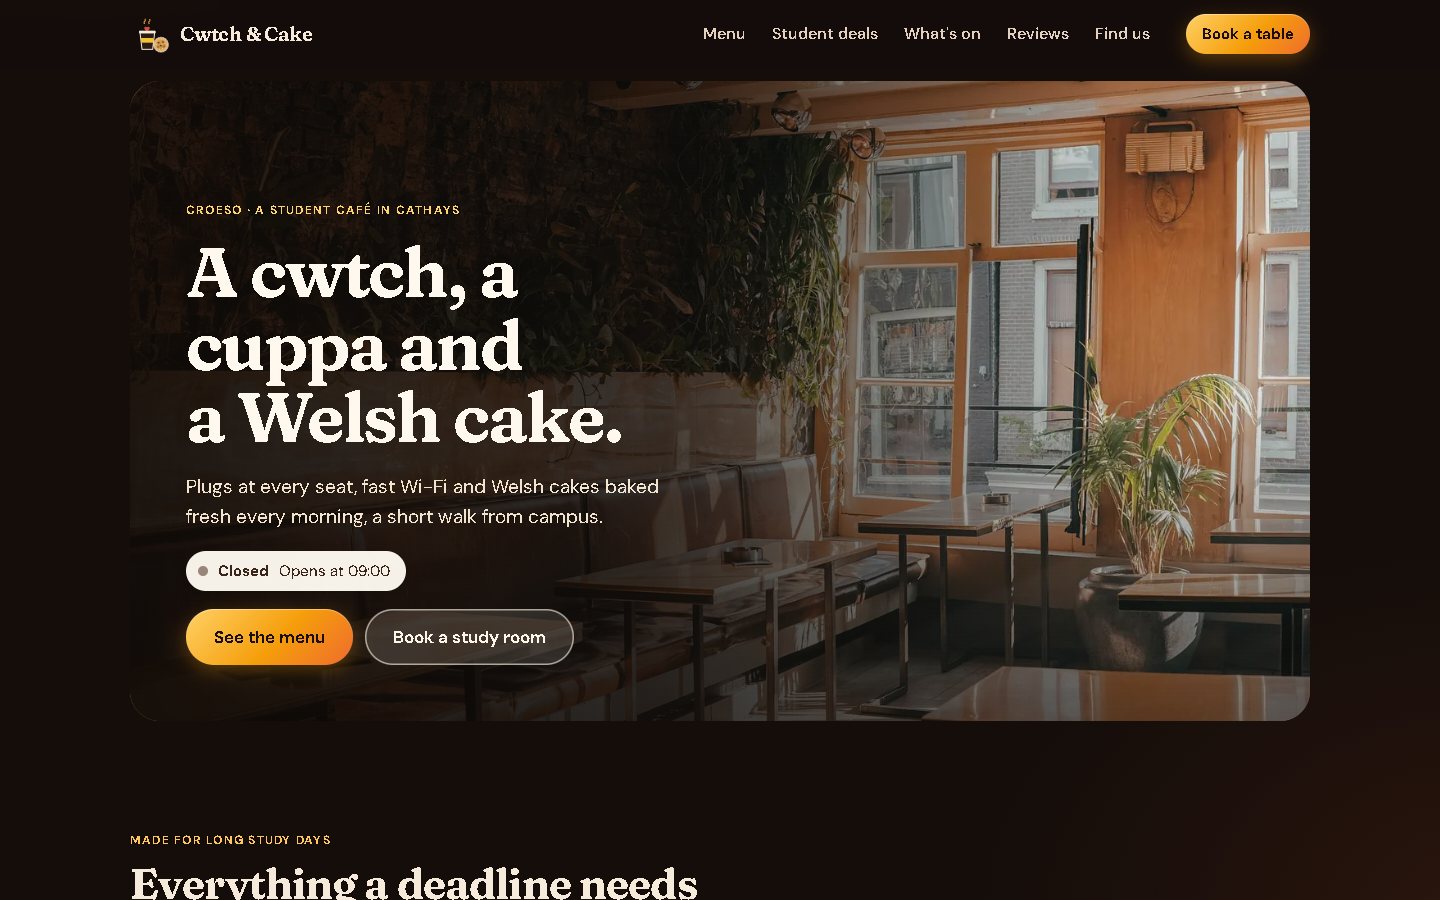 Cwtch & Cake
Menu
Student deals
What's on
Reviews
Find us
Book a table
CROESO · A STUDENT CAFÉ IN CATHAYS
A cwtch, a
cuppa and
a Welsh cake.
Plugs at every seat, fast Wi-Fi and Welsh cakes baked
fresh every morning, a short walk from campus.
Closed Opens at 09:00
See the menu
Book a study room
MADE FOR LONG STUDY DAYS
Everything a deadline needs